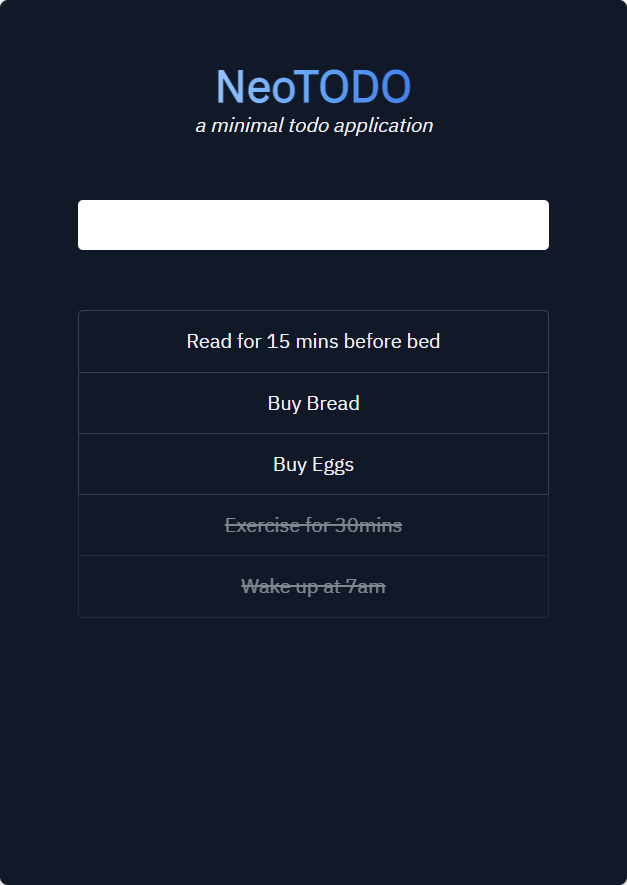 NeoTODO
a minimal todo application
Read for 15 mins before bed
Buy Bread
Buy Eggs
Exercise for 30mins
Wake up at 7am